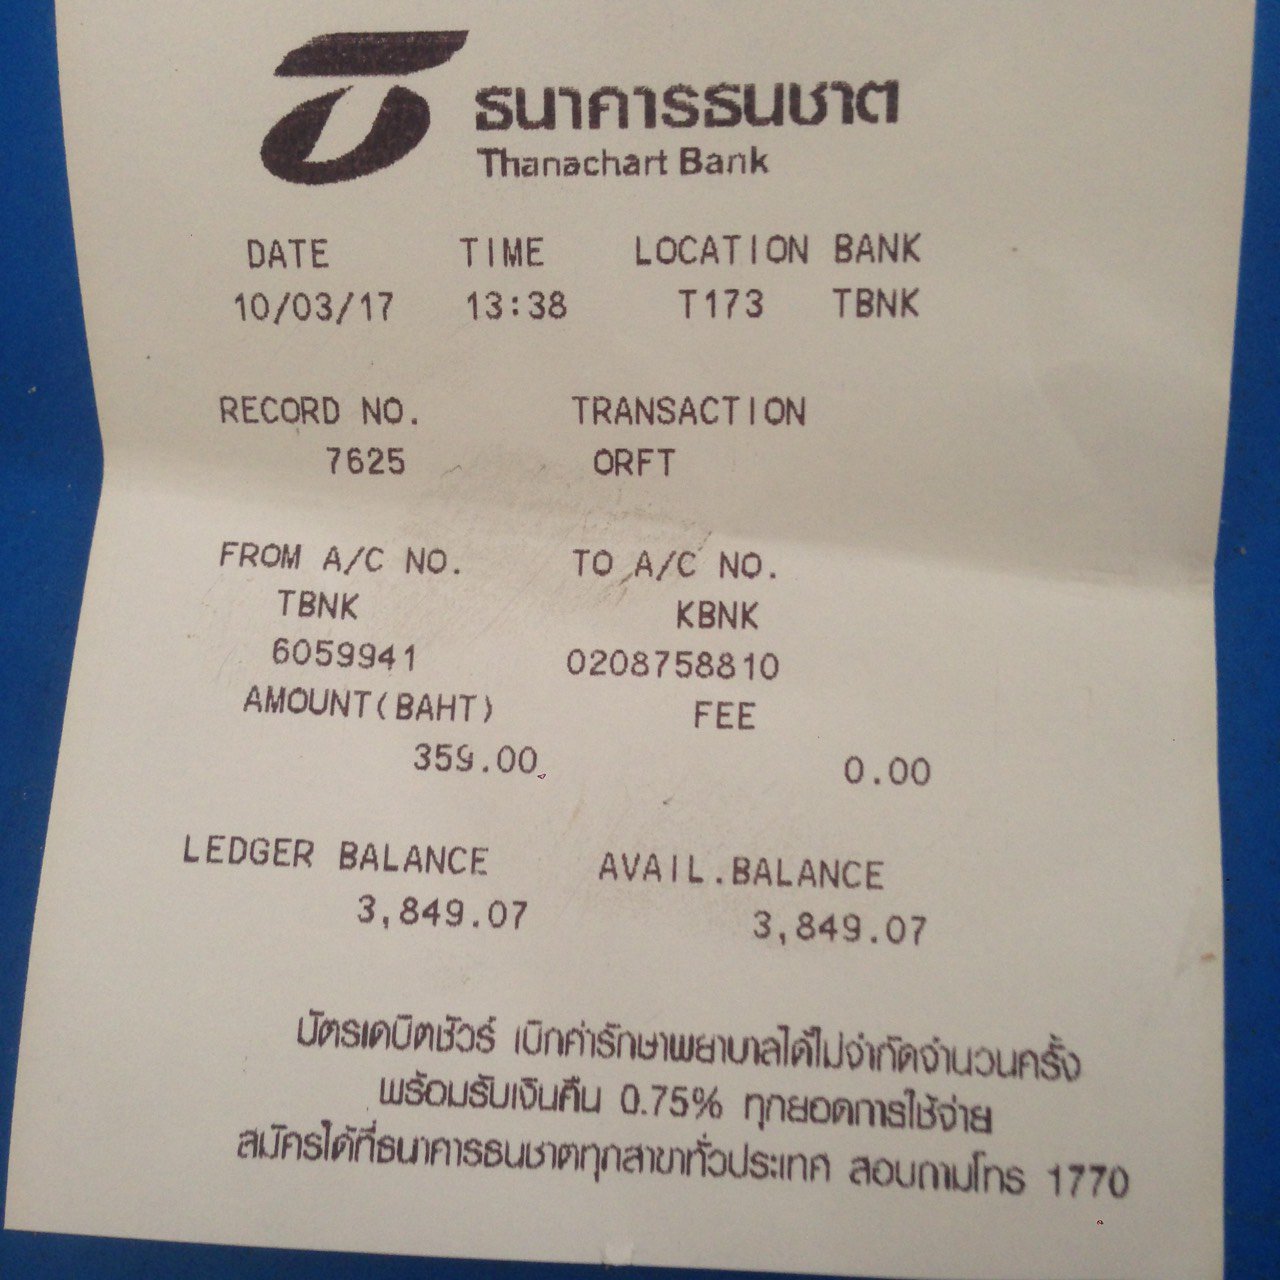 ธนาคารธนชาต
Thanachart Bank
DATE TIME LOCATION BANK
10/03/17 13:38 T173 TBNK
RECORD NO. TRANSACTION
7625 ORFT
FROM A/C NO. TO A/C NO.
TBNK KBNK
6059941 0208758810
AMOUNT(BAHT) FEE
359.00 0.00
LEDGER BALANCE AVAIL.BALANCE
3,849.07 3,849.07
บัตรเดบิตชัวร์ เบิกค่ารักษาพยาบาลได้ไม่จำกัดจำนวนครั้ง
พร้อมรับเงินคืน 0.75% ทุกยอดการใช้จ่าย
สมัครได้ที่ธนาคารธนชาตทุกสาขาทั่วประเทศ สอบถามโทร 1770